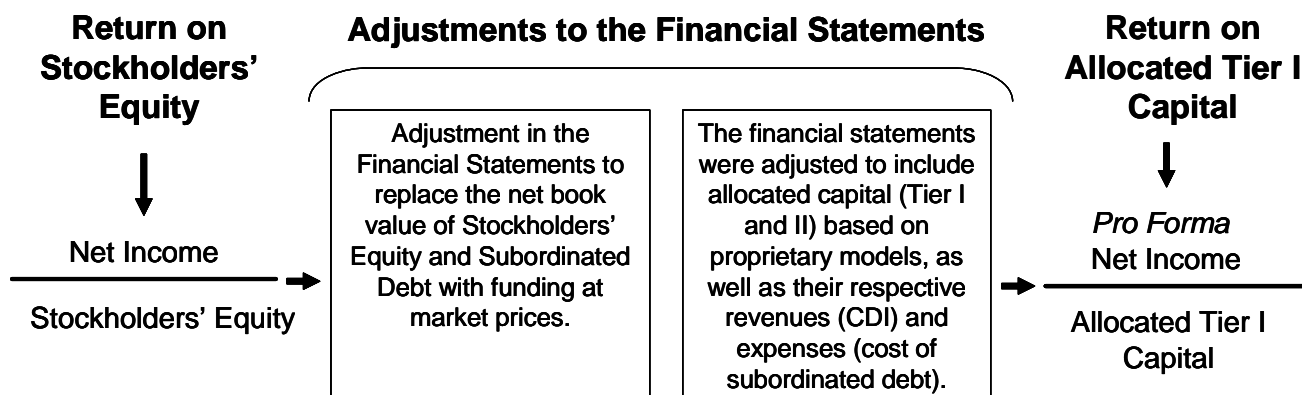 Return on
Stockholders'
Equity
Net Income
Stockholders' Equity
Adjustments to the Financial Statements
Adjustment in the
Financial Statements to
replace the net book
value of Stockholders'
Equity and Subordinated
Debt with funding at
market prices.
The financial statements
were adjusted to include
allocated capital (Tier I
and II) based on
proprietary models, as
well as their respective
revenues (CDI) and
expenses (cost of
subordinated debt).
Return on
Allocated Tier I
Capital
Pro Forma
Net Income
Allocated Tier I
Capital